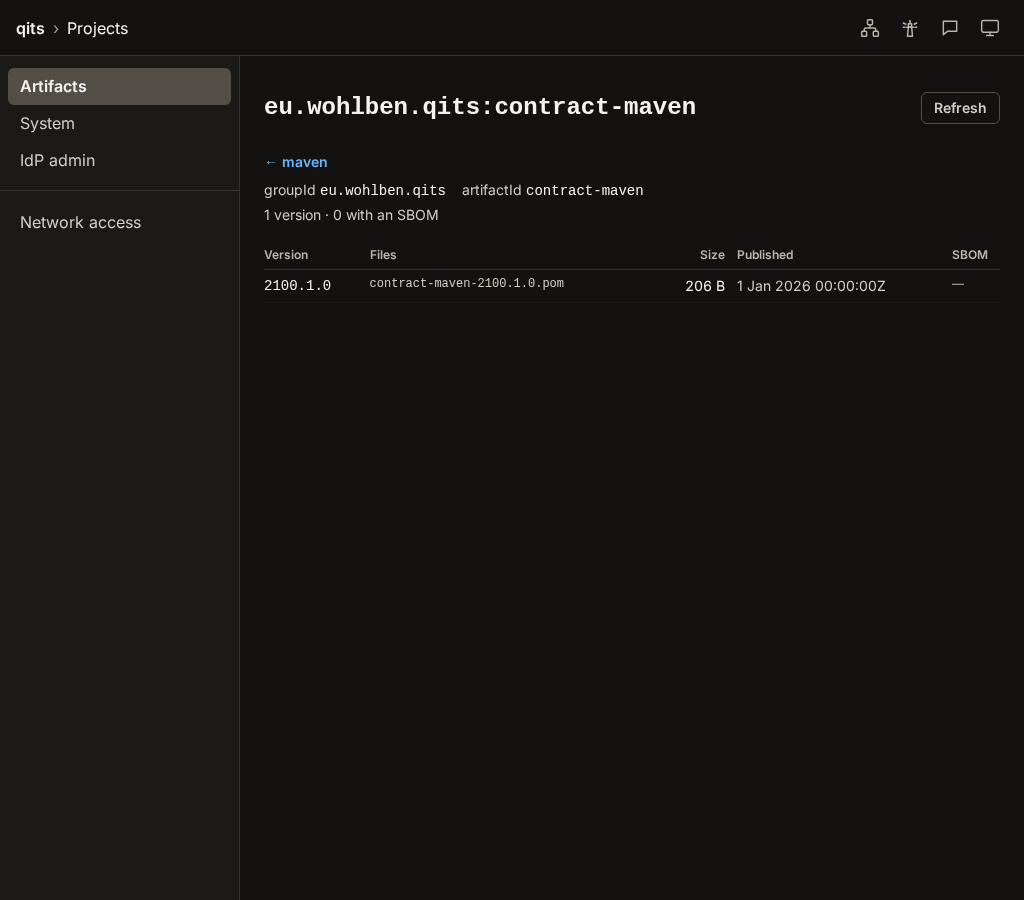 qits › Projects
Artifacts
System
IdP admin
Network access
eu.wohlben.qits:contract-maven
Refresh
← maven
groupId eu.wohlben.qits artifactId contract-maven
1 version · 0 with an SBOM
Version Files Size Published SBOM
2100.1.0 contract-maven-2100.1.0.pom 206 B 1 Jan 2026 00:00:00Z —